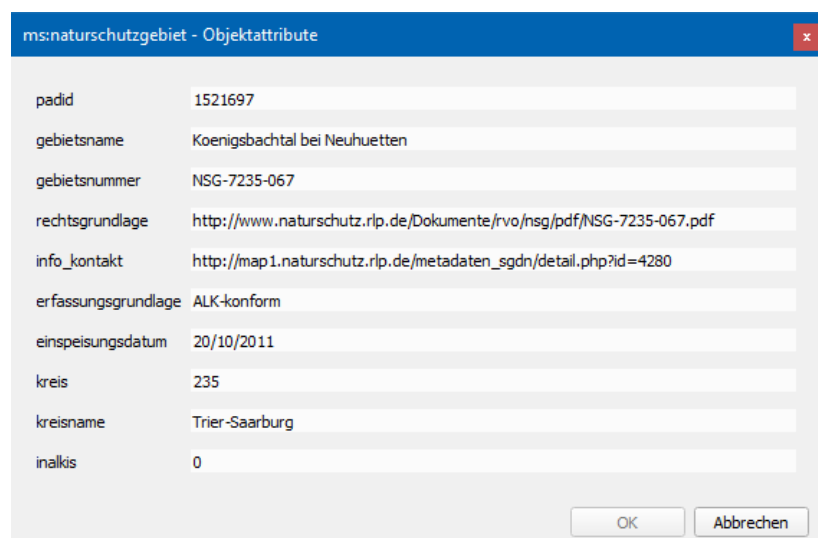 ms:naturschutzgebiet - Objektattribute
x
padid 1521697
gebietsname Koenigsbachtal bei Neuhuetten
gebietsnummer NSG-7235-067
rechtsgrundlage http://www.naturschutz.rlp.de/Dokumente/rvo/nsg/pdf/NSG-7235-067.pdf
info_kontakt http://map1.naturschutz.rlp.de/metadaten_sgdn/detail.php?id=4280
erfassungsgrundlage ALK-konform
einspeisungsdatum 20/10/2011
kreis 235
kreisname Trier-Saarburg
inalkis 0
OK Abbrechen